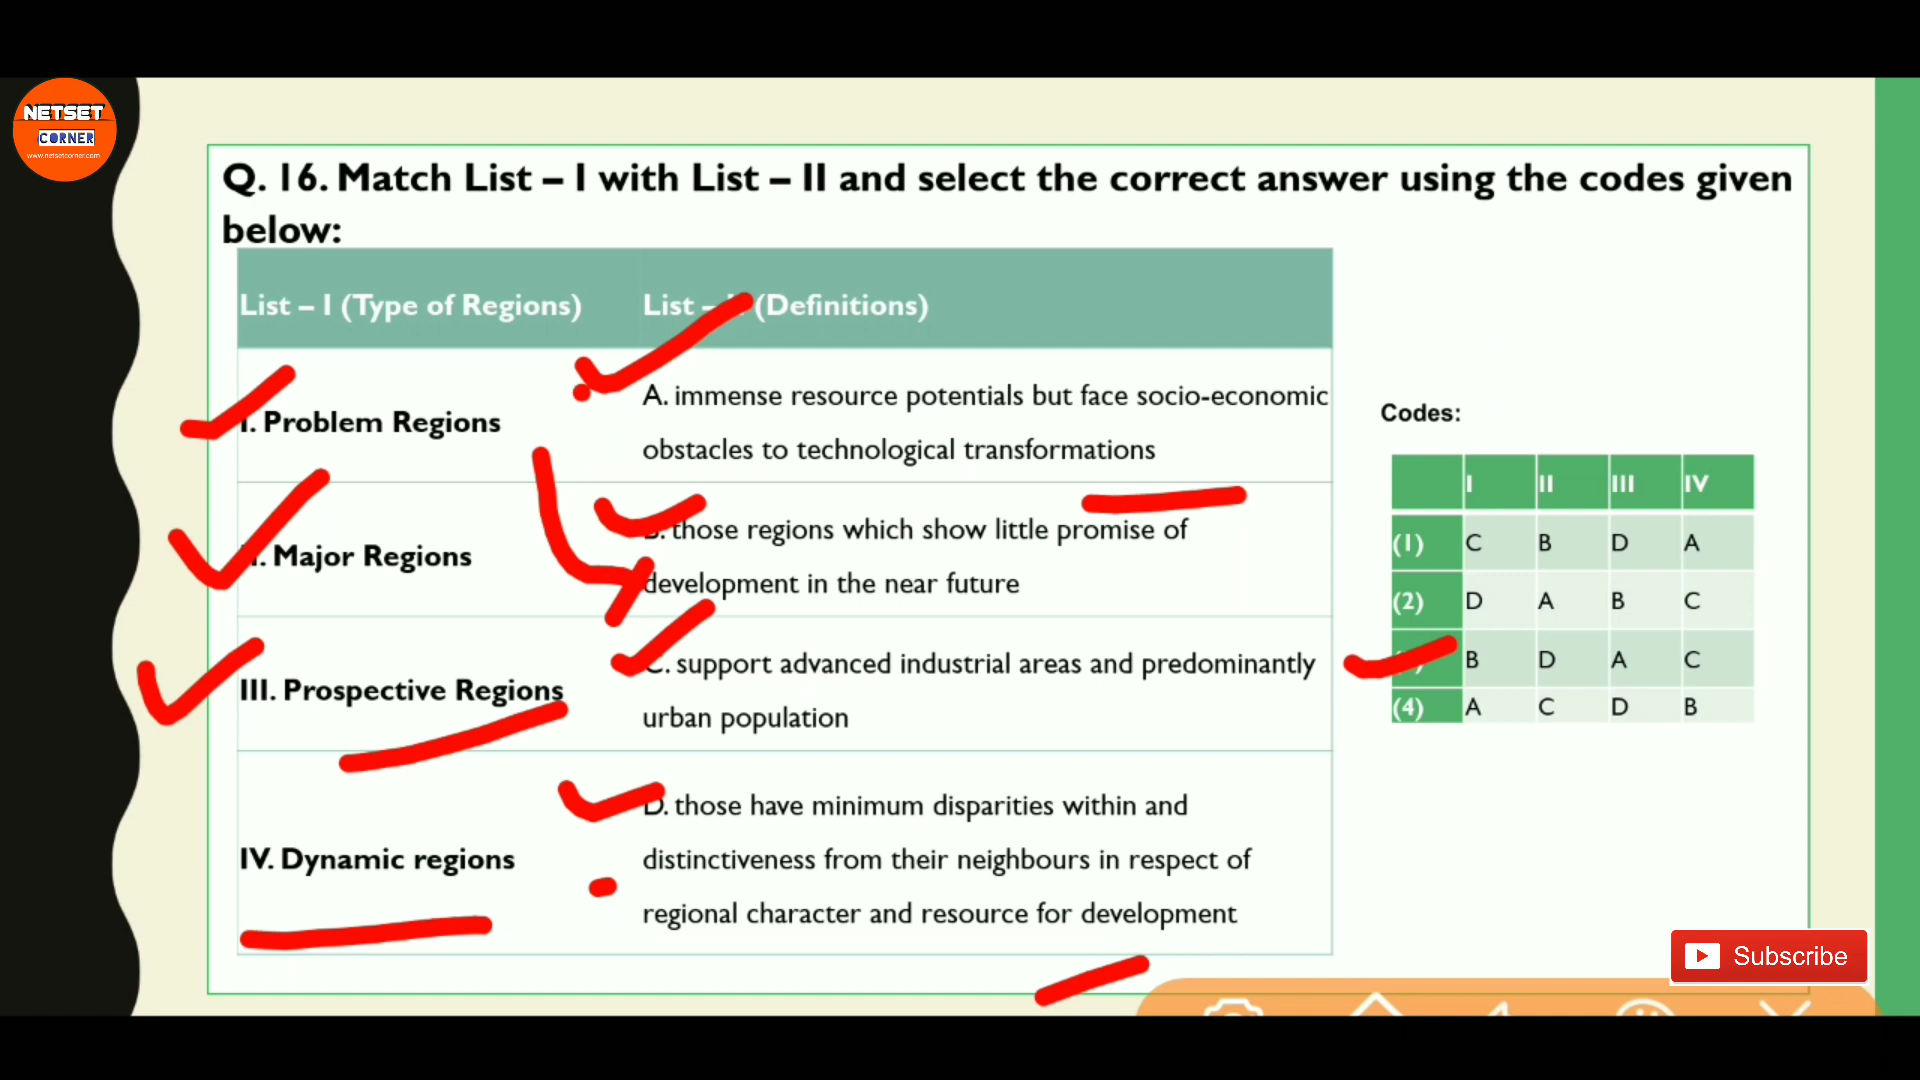 NETSET
CORNER
www.netsetcorner.com
Q. 16. Match List – I with List – II and select the correct answer using the codes given
below:
List – I (Type of Regions) List – (Definitions)
I. Problem Regions
A. immense resource potentials but face socio-economic
obstacles to technological transformations
Major Regions
those regions which show little promise of
development in the near future
III. Prospective Regions
C. support advanced industrial areas and predominantly
urban population
IV. Dynamic regions
D. those have minimum disparities within and
distinctiveness from their neighbours in respect of
regional character and resource for development
Codes:
I II III IV
(1) C B D A
(2) D A B C
B D A C
(4) A C D B
Subscribe